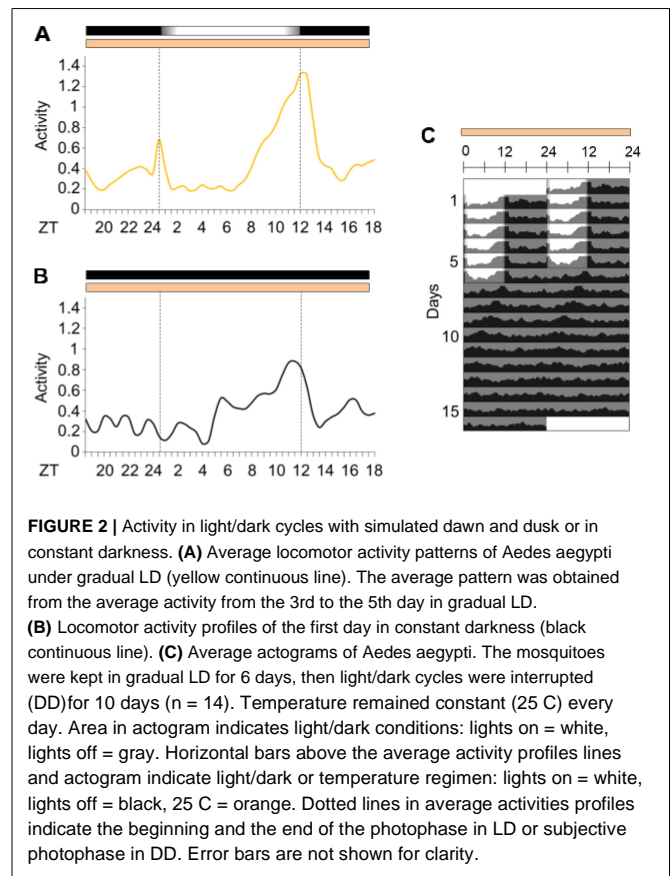 A
1.4
1.2
1
0.8
0.6
0.4
0.2
0
Activity
ZT 20 22 24 2 4 6 8 10 12 14 16 18
B
1.4
1.2
1
0.8
0.6
0.4
0.2
0
Activity
ZT 20 22 24 2 4 6 8 10 12 14 16 18
C
0 12 24 12 24
1
5
10
15
Days
FIGURE 2 | Activity in light/dark cycles with simulated dawn and dusk or in
constant darkness. (A) Average locomotor activity patterns of Aedes aegypti
under gradual LD (yellow continuous line). The average pattern was obtained
from the average activity from the 3rd to the 5th day in gradual LD.
(B) Locomotor activity profiles of the first day in constant darkness (black
continuous line). (C) Average actograms of Aedes aegypti. The mosquitoes
were kept in gradual LD for 6 days, then light/dark cycles were interrupted
(DD)for 10 days (n = 14). Temperature remained constant (25 C) every
day. Area in actogram indicates light/dark conditions: lights on = white,
lights off = gray. Horizontal bars above the average activity profiles lines
and actogram indicate light/dark or temperature regimen: lights on = white,
lights off = black, 25 C = orange. Dotted lines in average activities profiles
indicate the beginning and the end of the photophase in LD or subjective
photophase in DD. Error bars are not shown for clarity.